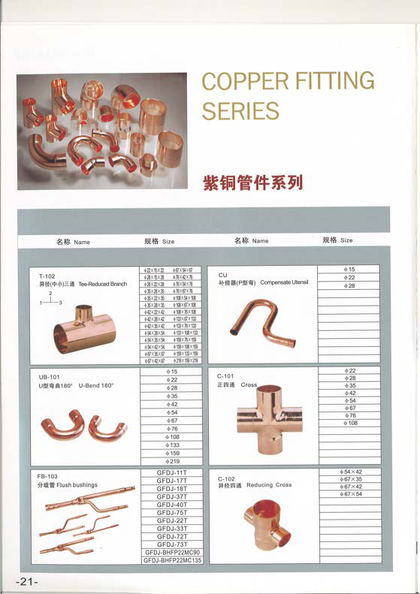 COPPER FITTING
SERIES
紫铜管件系列
名称 Name 规格 Size 名称 Name 规格 Size
T-102
异径(中小)三通 Tee-Reduced Branch
2
1 3
CU
补偿器(P型弯) Compensate Utensil
φ15
φ22
φ28
UB-101
U型弯曲180° U-Bend 180°
φ15
φ22
φ28
φ35
φ42
φ54
φ67
φ76
φ108
φ133
φ159
φ219
C-101
正四通 Cross
φ22
φ28
φ35
φ42
φ54
φ67
φ76
φ108
FB-103
分歧管 Flush bushings
GFDJ-11T
GFDJ-17T
GFDJ-18T
GFDJ-37T
GFDJ-40T
GFDJ-75T
GFDJ-22T
GFDJ-33T
GFDJ-72T
GFDJ-73T
GFDJ-BHFP22MC90
GFDJ-BHFP22MC135
C-102
异径四通 Reducing Cross
φ54×42
φ67×35
φ67×42
φ67×54
-21-